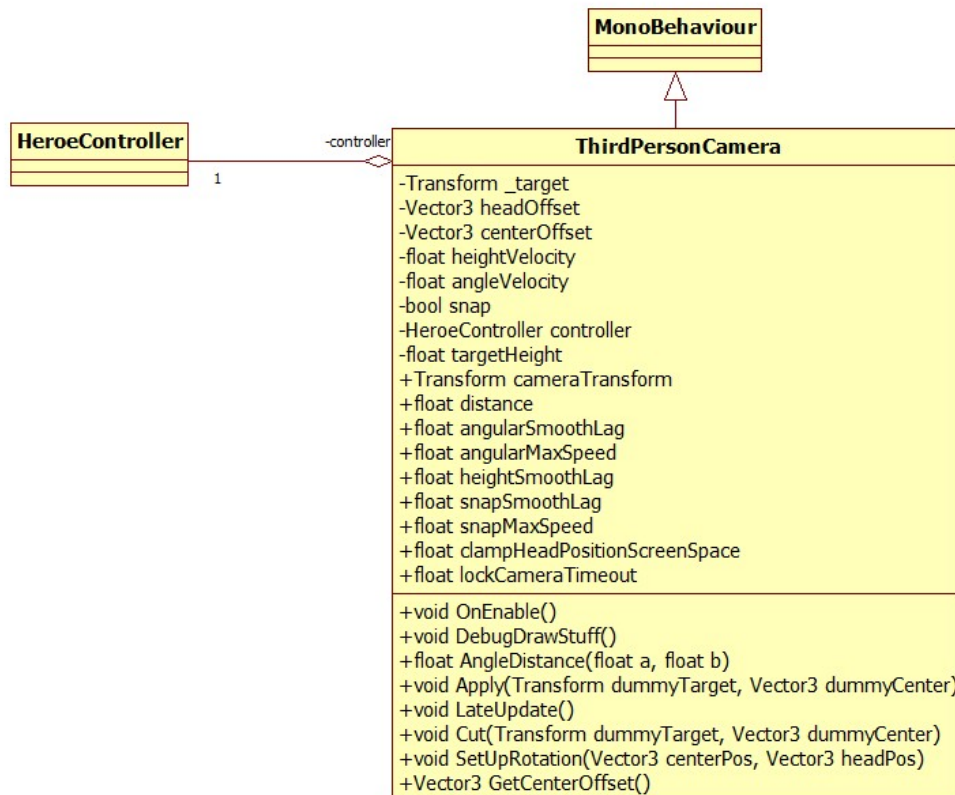 MonoBehaviour
HeroeController
-controller
1
ThirdPersonCamera
-Transform _target
-Vector3 headOffset
-Vector3 centerOffset
-float heightVelocity
-float angleVelocity
-bool snap
-HeroeController controller
-float targetHeight
+Transform cameraTransform
+float distance
+float angularSmoothLag
+float angularMaxSpeed
+float heightSmoothLag
+float snapSmoothLag
+float snapMaxSpeed
+float clampHeadPositionScreenSpace
+float lockCameraTimeout
+void OnEnable()
+void DebugDrawStuff()
+float AngleDistance(float a, float b)
+void Apply(Transform dummyTarget, Vector3 dummyCenter)
+void LateUpdate()
+void Cut(Transform dummyTarget, Vector3 dummyCenter)
+void SetUpRotation(Vector3 centerPos, Vector3 headPos)
+Vector3 GetCenterOffset()